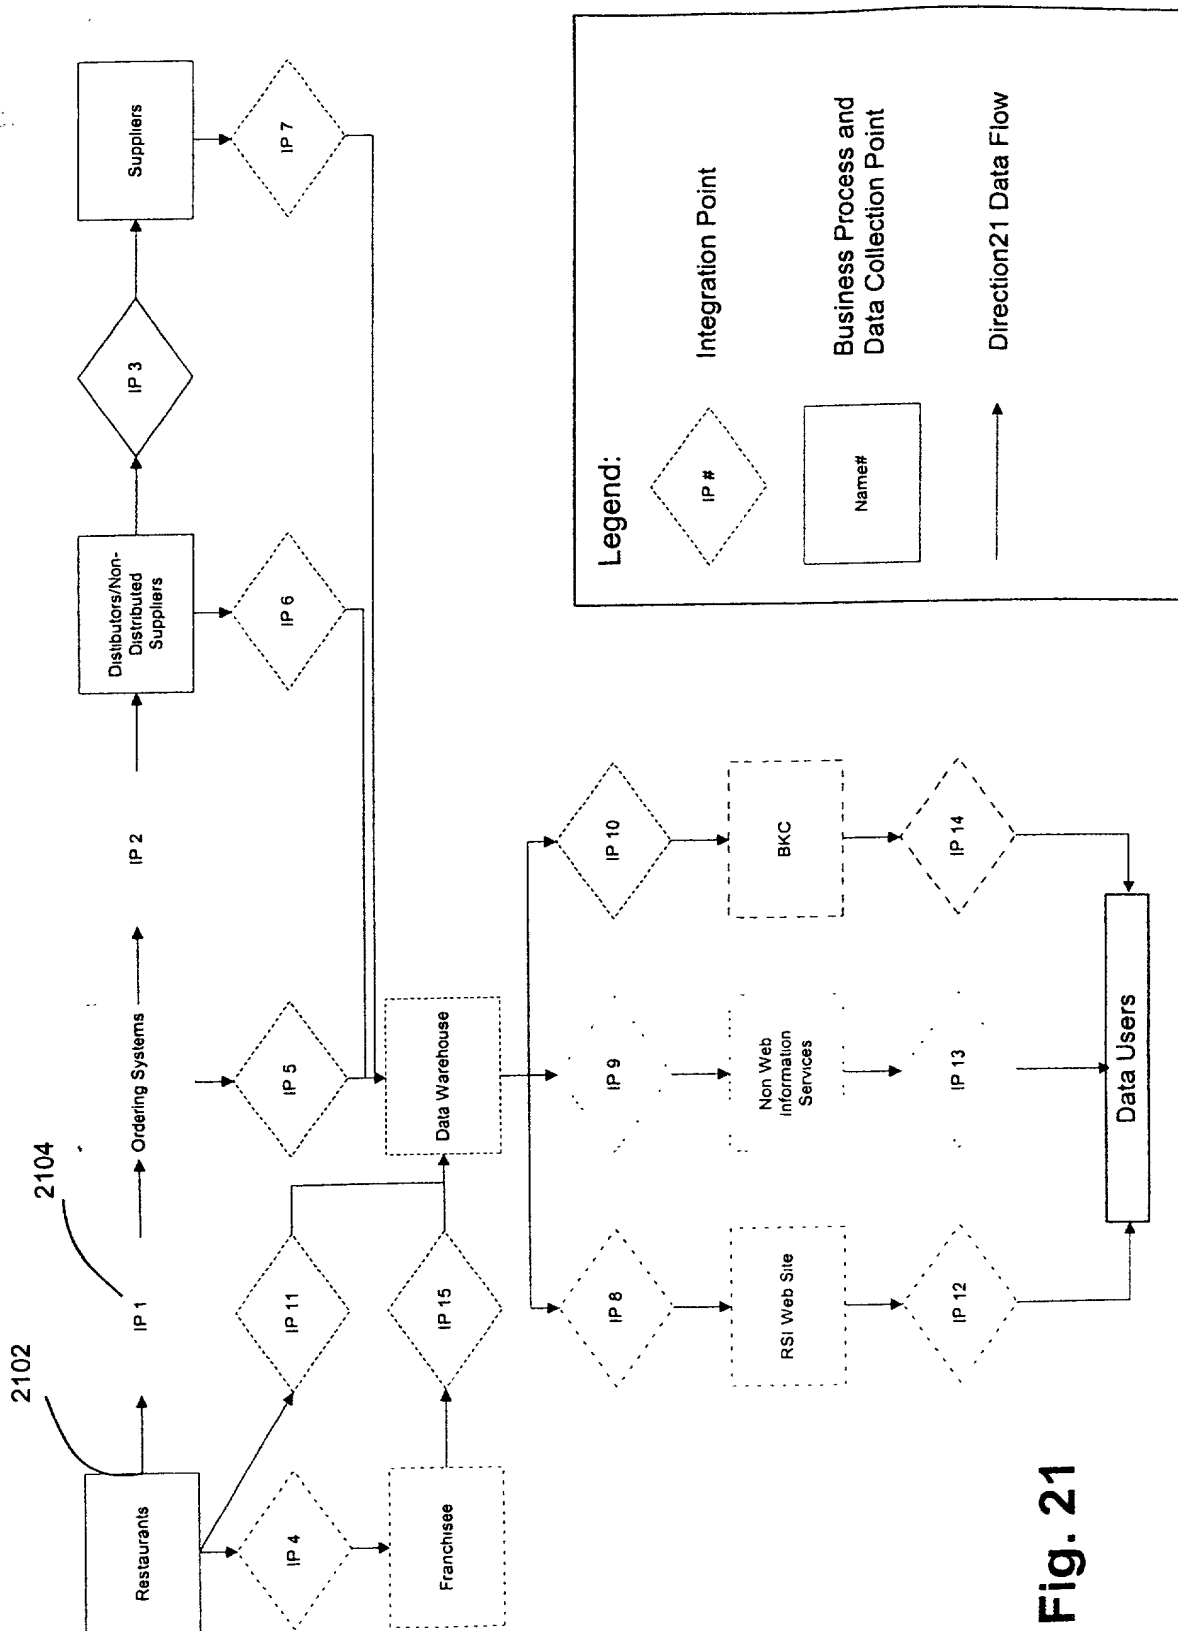 2102
2104
Restaurants
IP 1
Ordering Systems
IP 2
Distibutors/Non-
Distributed
Suppliers
IP 3
Suppliers
IP 4
IP 11
IP 5
IP 6
IP 7
Franchisee
IP 15
Data Warehouse
IP 8
IP 9
IP 10
RSI Web Site
Non Web
Information
Services
BKC
IP 12
IP 13
IP 14
Data Users
Legend:
IP #
Integration Point
Name#
Business Process and
Data Collection Point
Direction21 Data Flow
Fig. 21